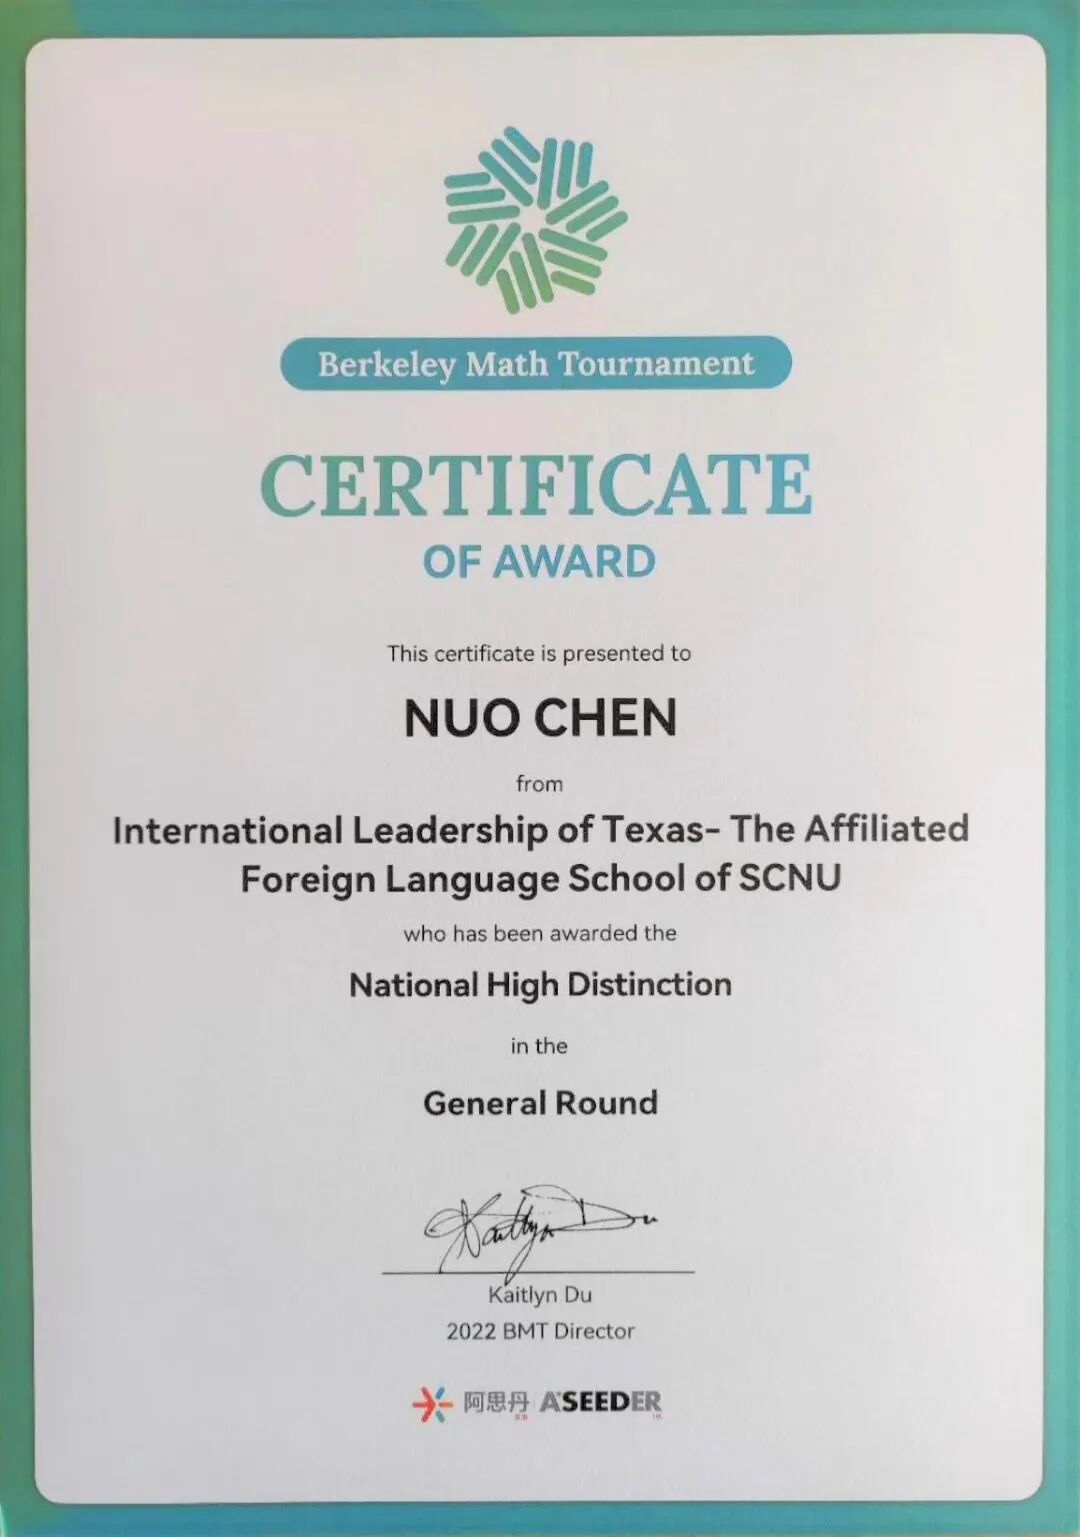 Berkeley Math Tournament
CERTIFICATE
OF AWARD
This certificate is presented to
NUO CHEN
from
International Leadership of Texas- The Affiliated
Foreign Language School of SCNU
who has been awarded the
National High Distinction
in the
General Round
Kaitlyn Du
Kaitlyn Du
2022 BMT Director
阿思丹 ASEEDER